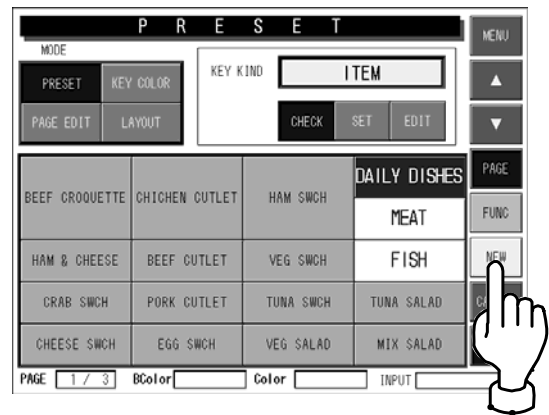 PRESET
MENU
MODE
PRESET KEY COLOR
PAGE EDIT LAYOUT
KEY KIND ITEM
CHECK SET EDIT
▲
▼
PAGE
FUNC
NEW
BEEF CROQUETTE CHICHEN CUTLET HAM SWCH DAILY DISHES
MEAT
HAM & CHEESE BEEF CUTLET VEG SWCH FISH
CRAB SWCH PORK CUTLET TUNA SWCH TUNA SALAD
CHEESE SWCH EGG SWCH VEG SALAD MIX SALAD
PAGE 1 / 3 BColor Color INPUT